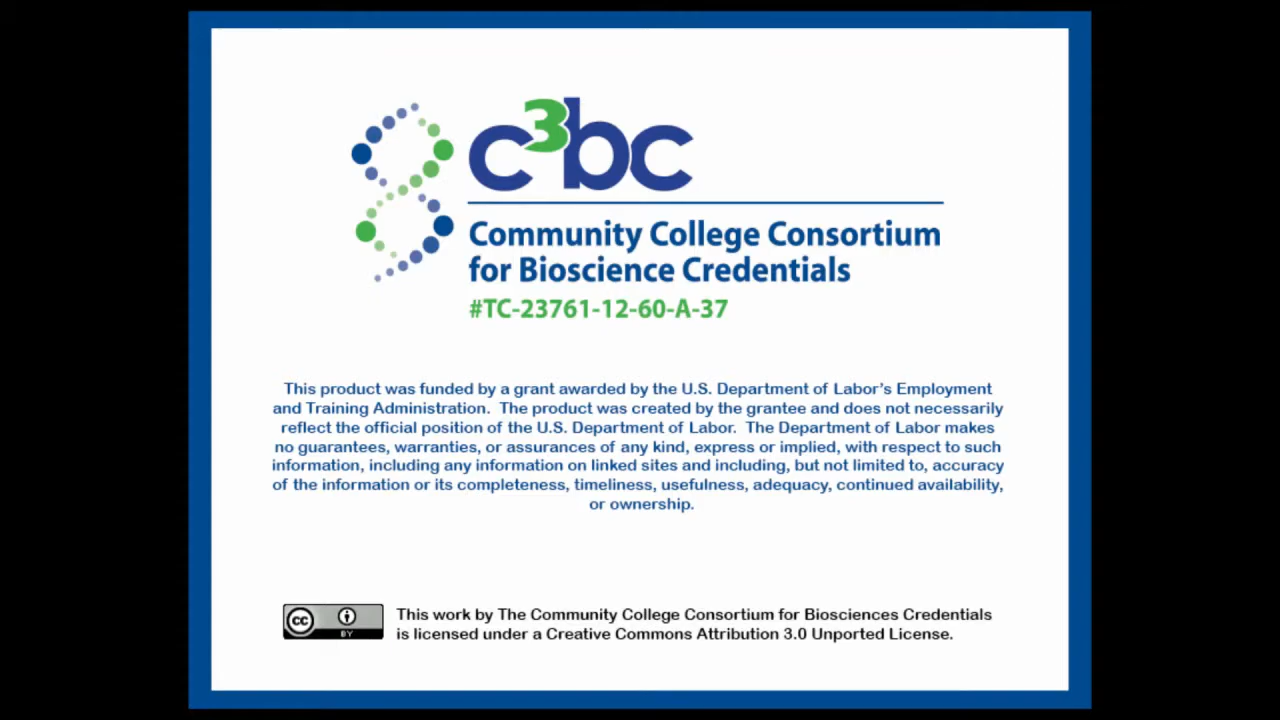 c³bc
Community College Consortium
for Bioscience Credentials
#TC-23761-12-60-A-37
This product was funded by a grant awarded by the U.S. Department of Labor’s Employment
and Training Administration. The product was created by the grantee and does not necessarily
reflect the official position of the U.S. Department of Labor. The Department of Labor makes
no guarantees, warranties, or assurances of any kind, express or implied, with respect to such
information, including any information on linked sites and including, but not limited to, accuracy
of the information or its completeness, timeliness, usefulness, adequacy, continued availability,
or ownership.
cc BY
This work by The Community College Consortium for Biosciences Credentials
is licensed under a Creative Commons Attribution 3.0 Unported License.